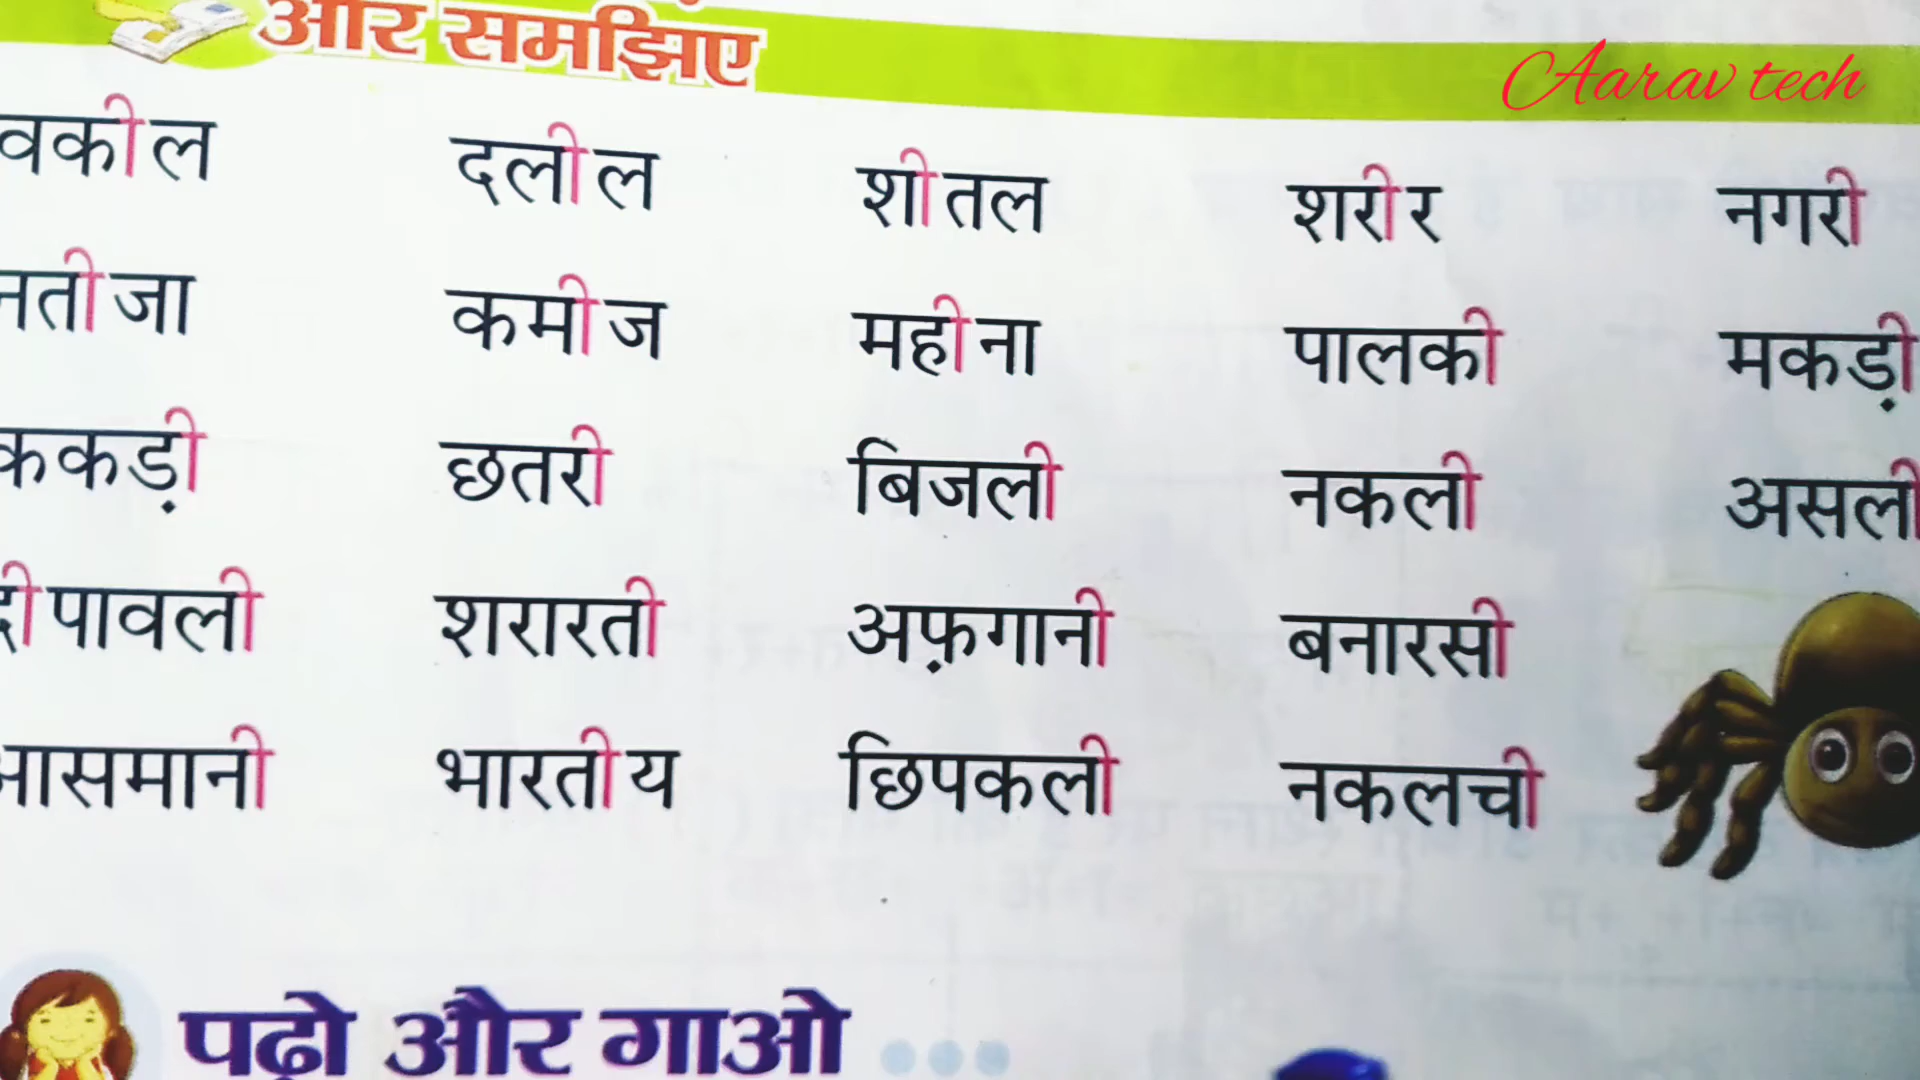 और समझिए
Aarav tech
वकील दलील शीतल शरीर नगरी
नतीजा कमीज महीना पालकी मकड़ी
ककड़ी छतरी बिजली नकली असली
दीपावली शरारती अफ़गानी बनारसी
आसमानी भारतीय छिपकली नकलची
पढ़ो और गाओ